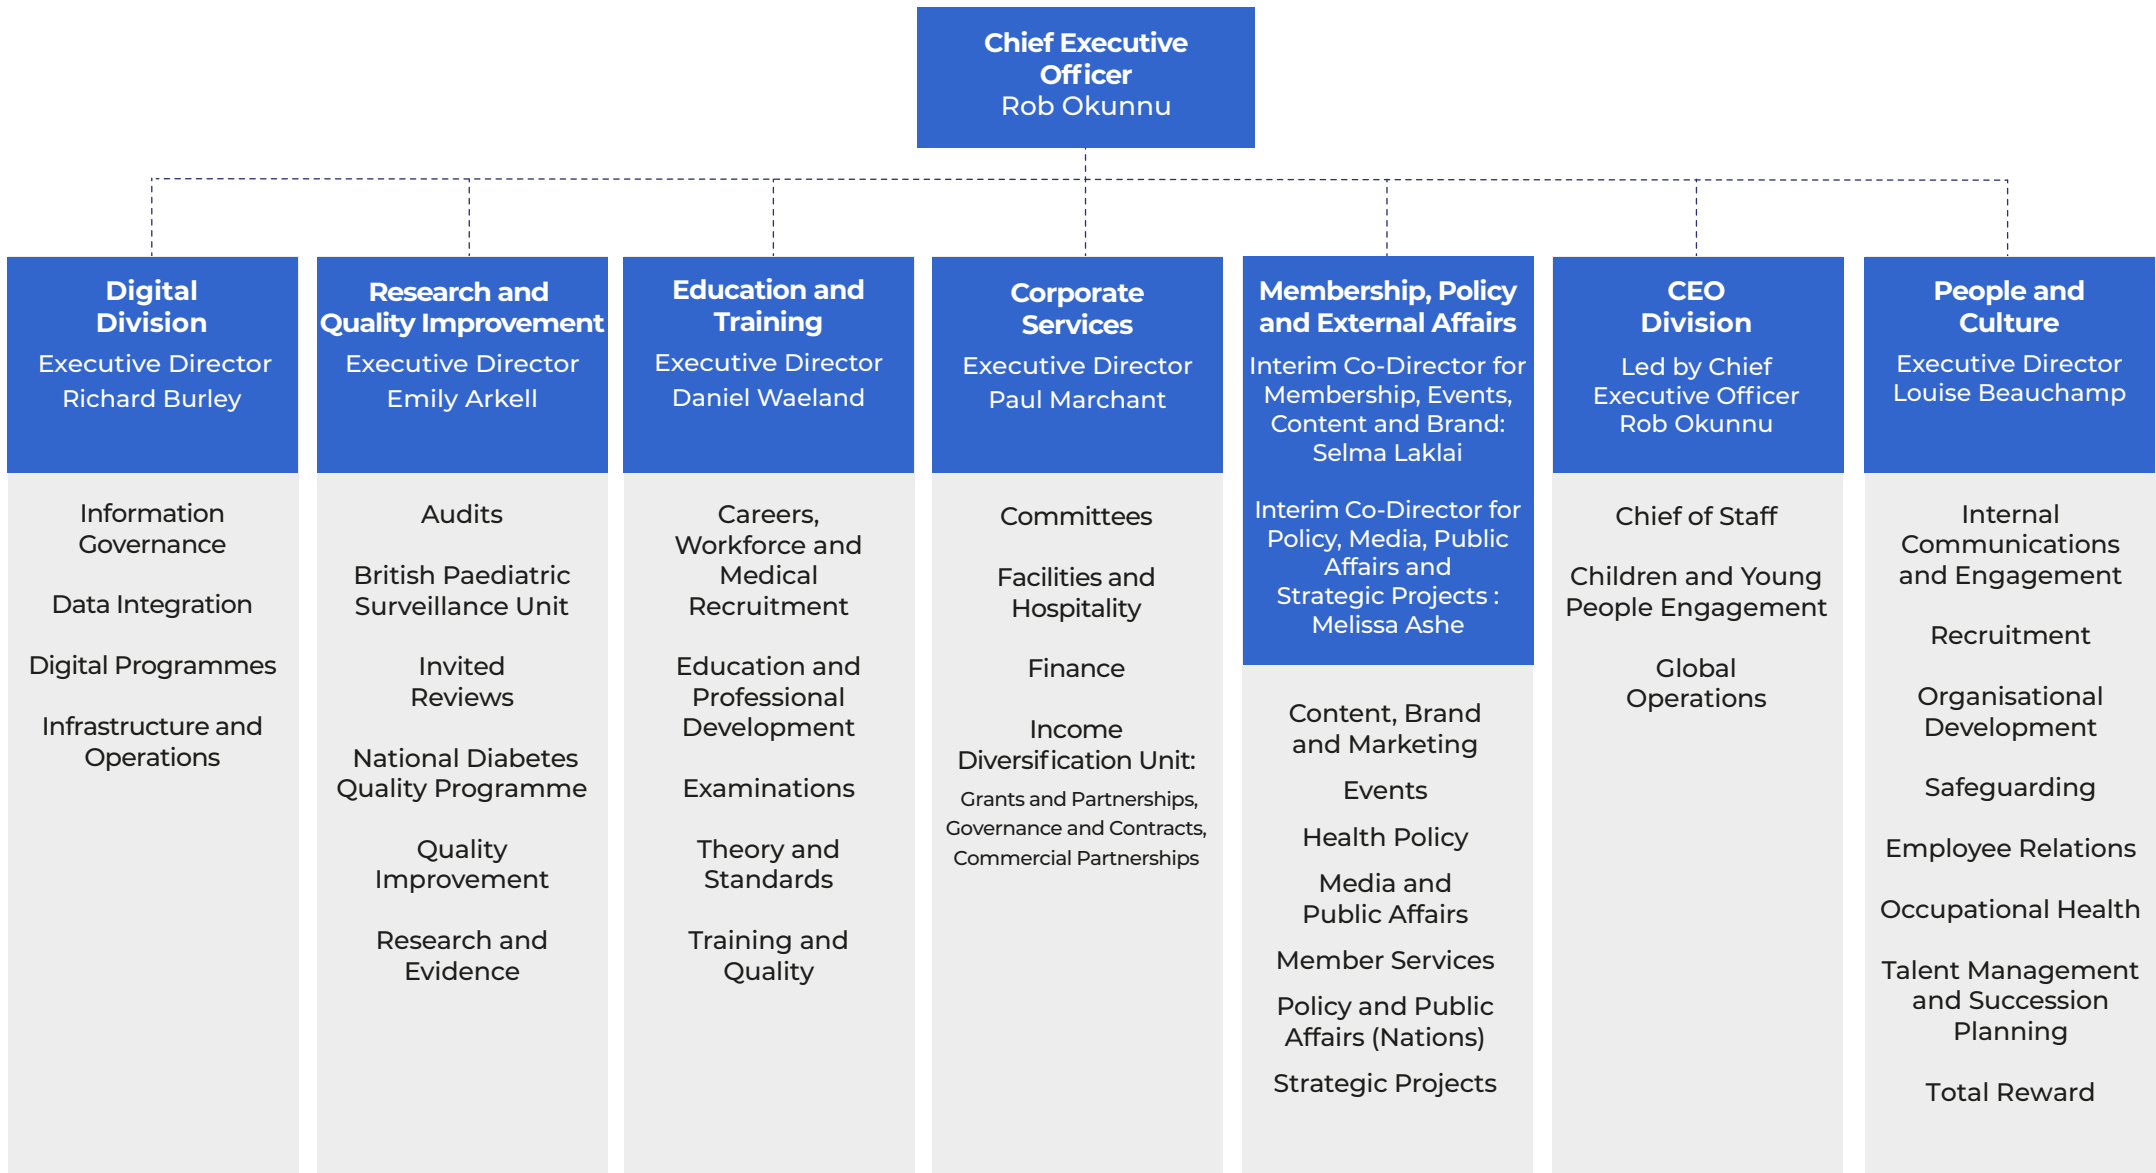 Chief Executive
Officer
Rob Okunnu
Digital
Division
Executive Director
Richard Burley
Information
Governance
Data Integration
Digital Programmes
Infrastructure and
Operations
Research and
Quality Improvement
Executive Director
Emily Arkell
Audits
British Paediatric
Surveillance Unit
Invited
Reviews
National Diabetes
Quality Programme
Quality
Improvement
Research and
Evidence
Education and
Training
Executive Director
Daniel Waeland
Careers,
Workforce and
Medical
Recruitment
Education and
Professional
Development
Examinations
Theory and
Standards
Training and
Quality
Corporate
Services
Executive Director
Paul Marchant
Committees
Facilities and
Hospitality
Finance
Income
Diversification Unit:
Grants and Partnerships,
Governance and Contracts,
Commercial Partnerships
Membership, Policy
and External Affairs
Interim Co-Director for
Membership, Events,
Content and Brand:
Selma Laklai
Interim Co-Director for
Policy, Media, Public
Affairs and
Strategic Projects :
Melissa Ashe
Content, Brand
and Marketing
Events
Health Policy
Media and
Public Affairs
Member Services
Policy and Public
Affairs (Nations)
Strategic Projects
CEO
Division
Led by Chief
Executive Officer
Rob Okunnu
Chief of Staff
Children and Young
People Engagement
Global
Operations
People and
Culture
Executive Director
Louise Beauchamp
Internal
Communications
and Engagement
Recruitment
Organisational
Development
Safeguarding
Employee Relations
Occupational Health
Talent Management
and Succession
Planning
Total Reward